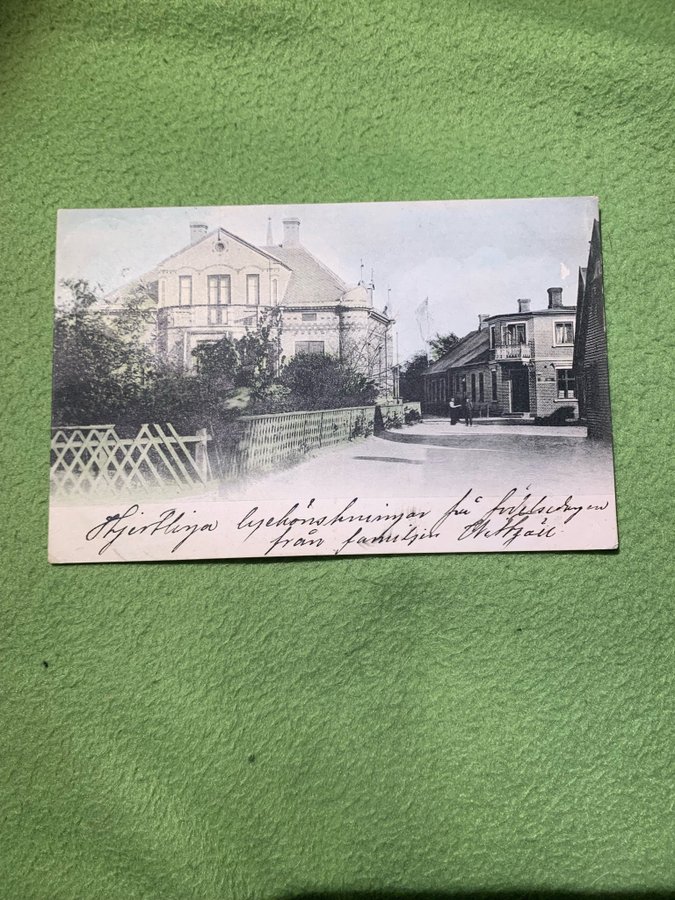 Hjertliga lyckönskningar på födelsedagen
från familjen